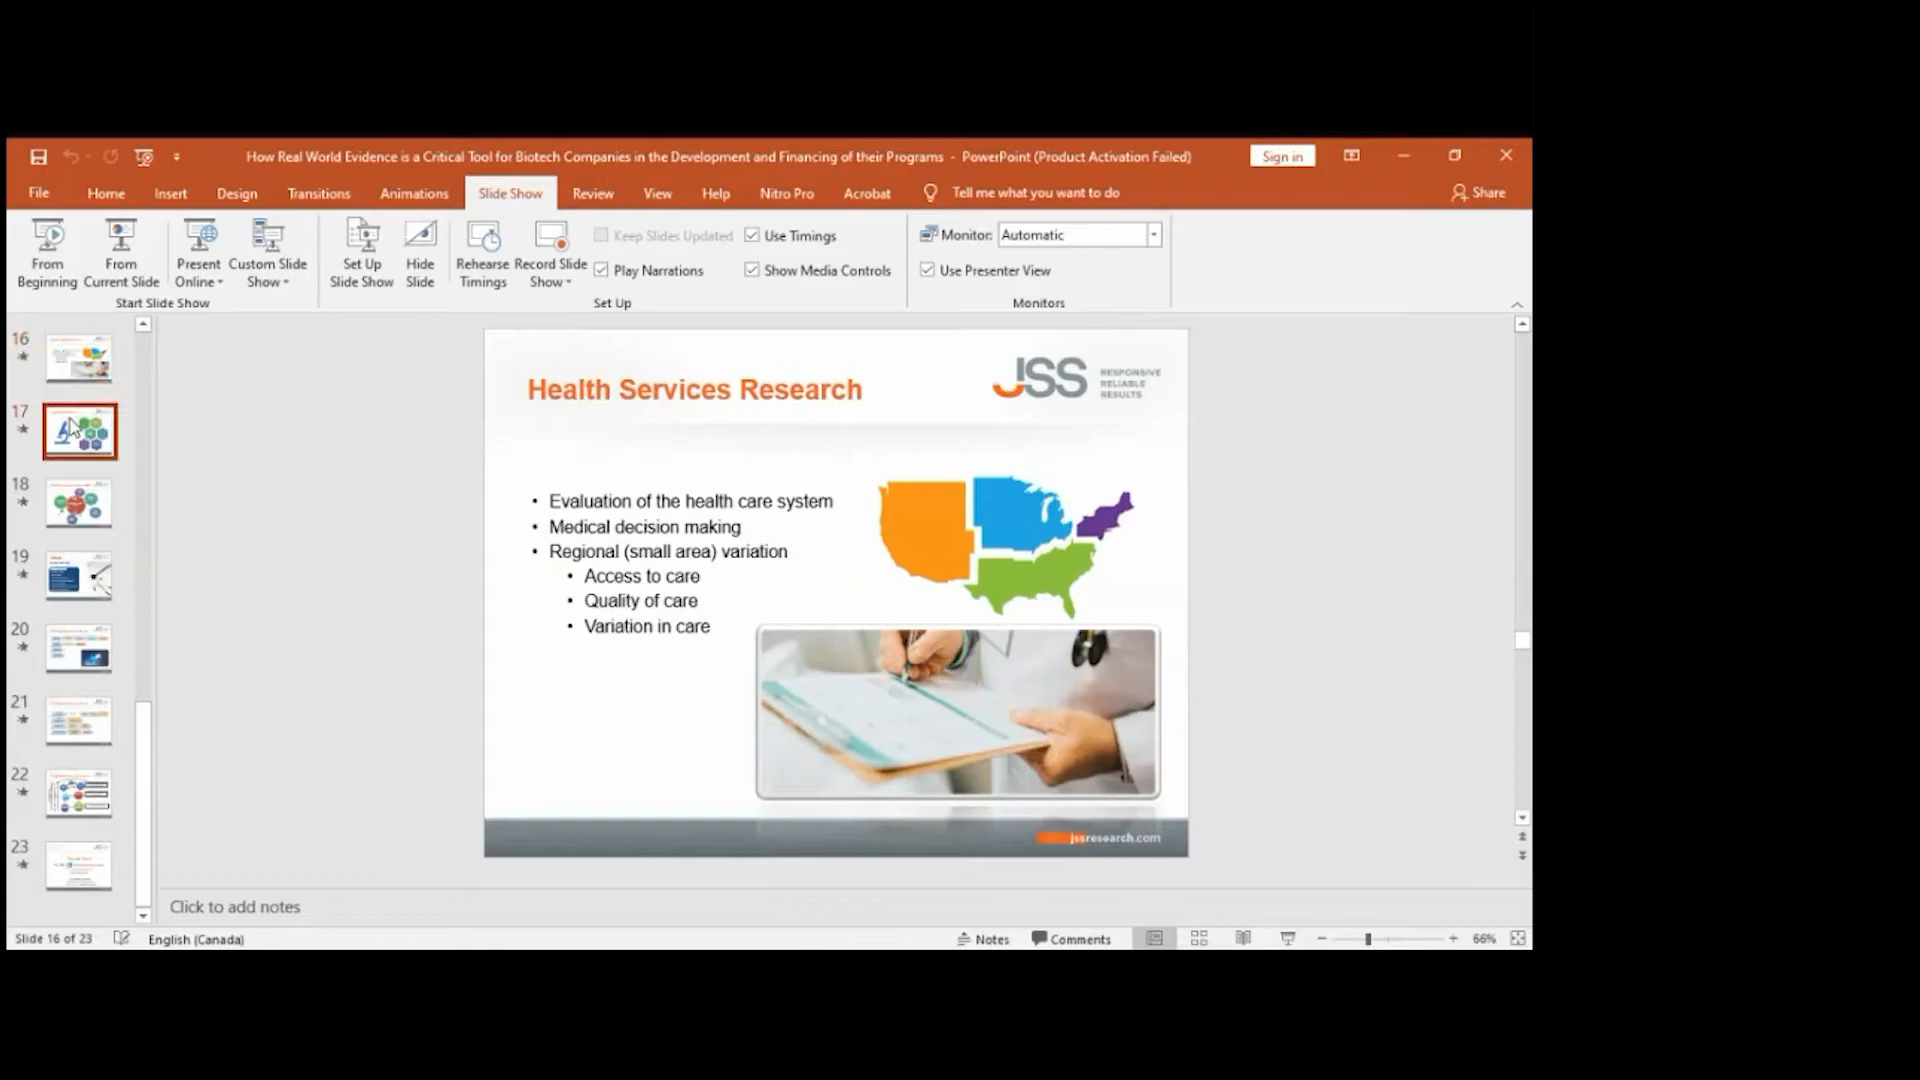 How Real World Evidence is a Critical Tool for Biotech Companies in the Development and Financing of their Programs - PowerPoint (Product Activation Failed)
Sign in
File Home Insert Design Transitions Animations Slide Show Review View Help Nitro Pro Acrobat Tell me what you want to do Share
From Beginning
From Current Slide
Present Online
Custom Slide Show
Start Slide Show
Set Up Slide Show
Hide Slide
Rehearse Timings
Record Slide Show
Keep Slides Updated
Play Narrations
Use Timings
Show Media Controls
Set Up
Monitor: Automatic
Use Presenter View
Monitors
16
17
18
19
20
21
22
23
Health Services Research
JSS
RESPONSIVE
RELIABLE
RESULTS
• Evaluation of the health care system
• Medical decision making
• Regional (small area) variation
• Access to care
• Quality of care
• Variation in care
jssresearch.com
Click to add notes
Slide 16 of 23 English (Canada) Notes Comments 66%